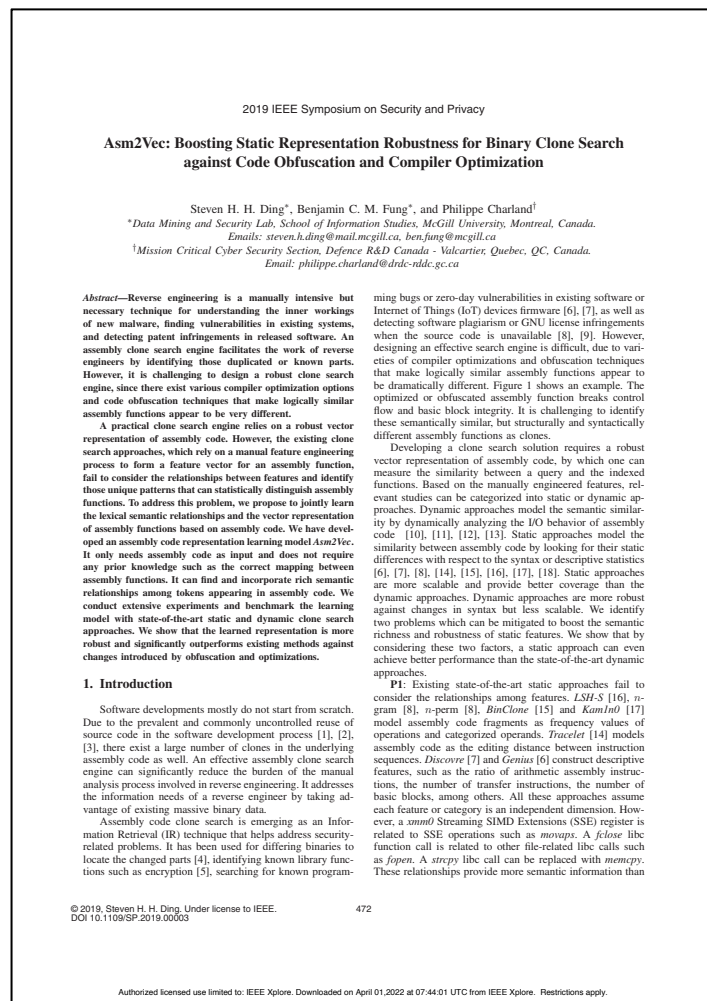 2019 IEEE Symposium on Security and Privacy
Asm2Vec: Boosting Static Representation Robustness for Binary Clone Search
against Code Obfuscation and Compiler Optimization
Steven H. H. Ding*, Benjamin C. M. Fung*, and Philippe Charland†
*Data Mining and Security Lab, School of Information Studies, McGill University, Montreal, Canada.
Emails: steven.h.ding@mail.mcgill.ca, ben.fung@mcgill.ca
†Mission Critical Cyber Security Section, Defence R&D Canada - Valcartier, Quebec, QC, Canada.
Email: philippe.charland@drdc-rddc.gc.ca
Abstract—Reverse engineering is a manually intensive but
necessary technique for understanding the inner workings
of new malware, finding vulnerabilities in existing systems,
and detecting patent infringements in released software. An
assembly clone search engine facilitates the work of reverse
engineers by identifying those duplicated or known parts.
However, it is challenging to design a robust clone search
engine, since there exist various compiler optimization options
and code obfuscation techniques that make logically similar
assembly functions appear to be very different.
A practical clone search engine relies on a robust vector
representation of assembly code. However, the existing clone
search approaches, which rely on a manual feature engineering
process to form a feature vector for an assembly function,
fail to consider the relationships between features and identify
those unique patterns that can statistically distinguish assembly
functions. To address this problem, we propose to jointly learn
the lexical semantic relationships and the vector representation
of assembly functions based on assembly code. We have devel-
oped an assembly code representation learning model Asm2Vec.
It only needs assembly code as input and does not require
any prior knowledge such as the correct mapping between
assembly functions. It can find and incorporate rich semantic
relationships among tokens appearing in assembly code. We
conduct extensive experiments and benchmark the learning
model with state-of-the-art static and dynamic clone search
approaches. We show that the learned representation is more
robust and significantly outperforms existing methods against
changes introduced by obfuscation and optimizations.
1. Introduction
Software developments mostly do not start from scratch.
Due to the prevalent and commonly uncontrolled reuse of
source code in the software development process [1], [2],
[3], there exist a large number of clones in the underlying
assembly code as well. An effective assembly clone search
engine can significantly reduce the burden of the manual
analysis process involved in reverse engineering. It addresses
the information needs of a reverse engineer by taking ad-
vantage of existing massive binary data.
Assembly code clone search is emerging as an Infor-
mation Retrieval (IR) technique that helps address security-
related problems. It has been used for differing binaries to
locate the changed parts [4], identifying known library func-
tions such as encryption [5], searching for known program-
ming bugs or zero-day vulnerabilities in existing software or
Internet of Things (IoT) devices firmware [6], [7], as well as
detecting software plagiarism or GNU license infringements
when the source code is unavailable [8], [9]. However,
designing an effective search engine is difficult, due to vari-
eties of compiler optimizations and obfuscation techniques
that make logically similar assembly functions appear to
be dramatically different. Figure 1 shows an example. The
optimized or obfuscated assembly function breaks control
flow and basic block integrity. It is challenging to identify
these semantically similar, but structurally and syntactically
different assembly functions as clones.
Developing a clone search solution requires a robust
vector representation of assembly code, by which one can
measure the similarity between a query and the indexed
functions. Based on the manually engineered features, rel-
evant studies can be categorized into static or dynamic ap-
proaches. Dynamic approaches model the semantic similar-
ity by dynamically analyzing the I/O behavior of assembly
code [10], [11], [12], [13]. Static approaches model the
similarity between assembly code by looking for their static
differences with respect to the syntax or descriptive statistics
[6], [7], [8], [14], [15], [16], [17], [18]. Static approaches
are more scalable and provide better coverage than the
dynamic approaches. Dynamic approaches are more robust
against changes in syntax but less scalable. We identify
two problems which can be mitigated to boost the semantic
richness and robustness of static features. We show that by
considering these two factors, a static approach can even
achieve better performance than the state-of-the-art dynamic
approaches.
P1: Existing state-of-the-art static approaches fail to
consider the relationships among features. LSH-S [16], n-
gram [8], n-perm [8], BinClone [15] and Kam1n0 [17]
model assembly code fragments as frequency values of
operations and categorized operands. Tracelet [14] models
assembly code as the editing distance between instruction
sequences. Discovre [7] and Genius [6] construct descriptive
features, such as the ratio of arithmetic assembly instruc-
tions, the number of transfer instructions, the number of
basic blocks, among others. All these approaches assume
each feature or category is an independent dimension. How-
ever, a xmm0 Streaming SIMD Extensions (SSE) register is
related to SSE operations such as movaps. A fclose libc
function call is related to other file-related libc calls such
as fopen. A strcpy libc call can be replaced with memcpy.
These relationships provide more semantic information than
© 2019, Steven H. H. Ding. Under license to IEEE.
DOI 10.1109/SP.2019.00003
472
Authorized licensed use limited to: IEEE Xplore. Downloaded on April 01,2022 at 07:44:01 UTC from IEEE Xplore. Restrictions apply.